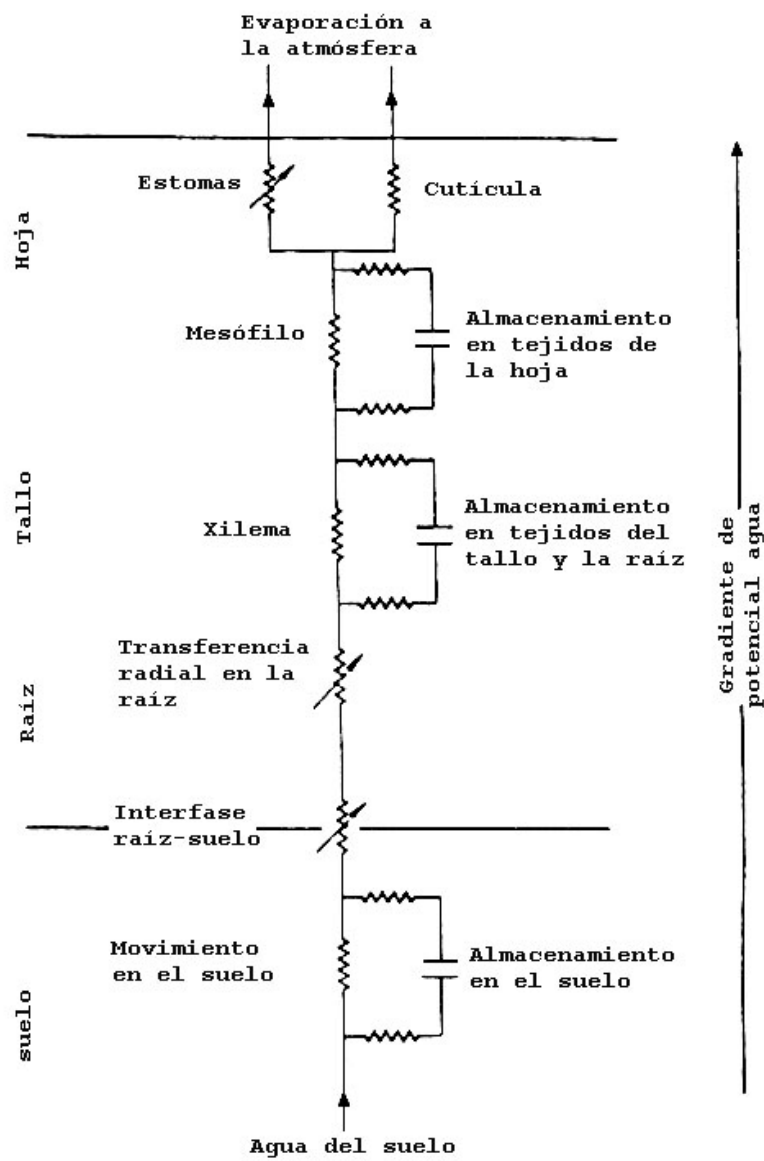 Evaporación a
la atmósfera
Estomas
Cutícula
Hoja
Mesófilo
Almacenamiento
en tejidos de
la hoja
Tallo
Xilema
Almacenamiento
en tejidos del
tallo y la raíz
Gradiente de
potencial agua
Transferencia
radial en la
raíz
Raíz
Interfase
raíz-suelo
Movimiento
en el suelo
Almacenamiento
en el suelo
suelo
Agua del suelo